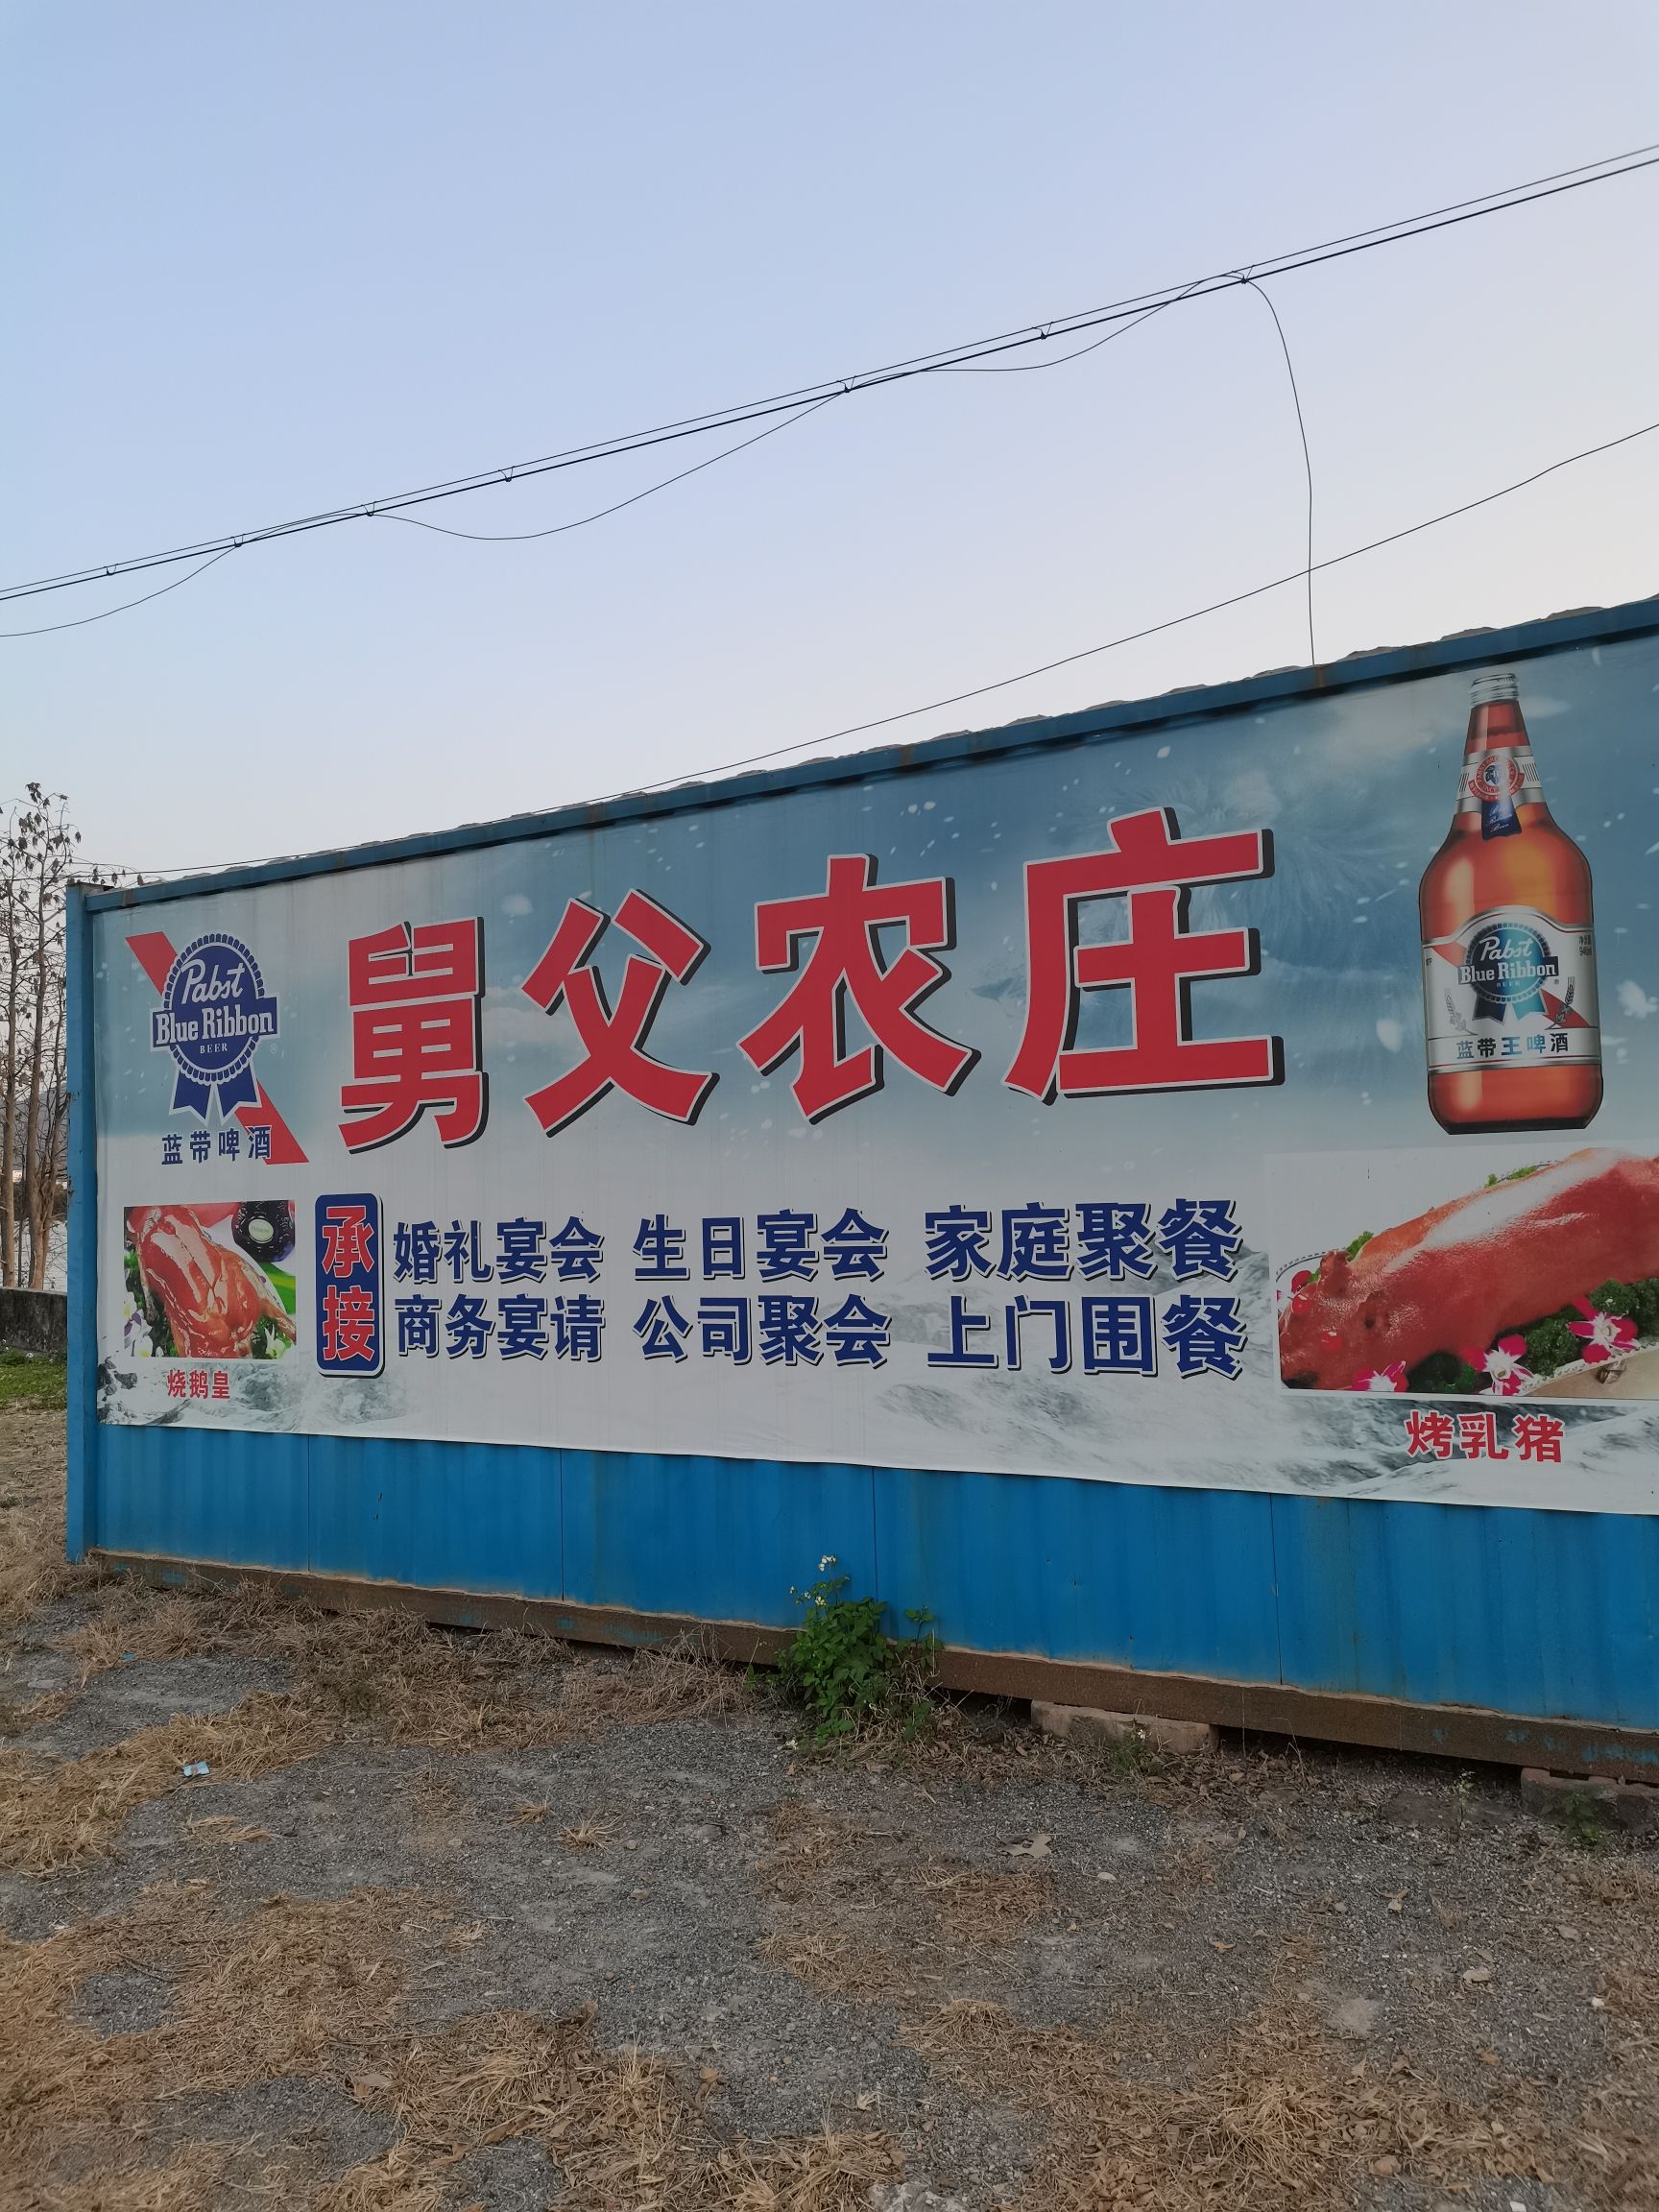 舅父农庄
Pabst
Blue Ribbon
BEER
蓝带啤酒
Pabst
Blue Ribbon
BEER
蓝带王啤酒
承接
婚礼宴会 生日宴会 家庭聚餐
商务宴请 公司聚会 上门围餐
烧鹅皇
烤乳猪